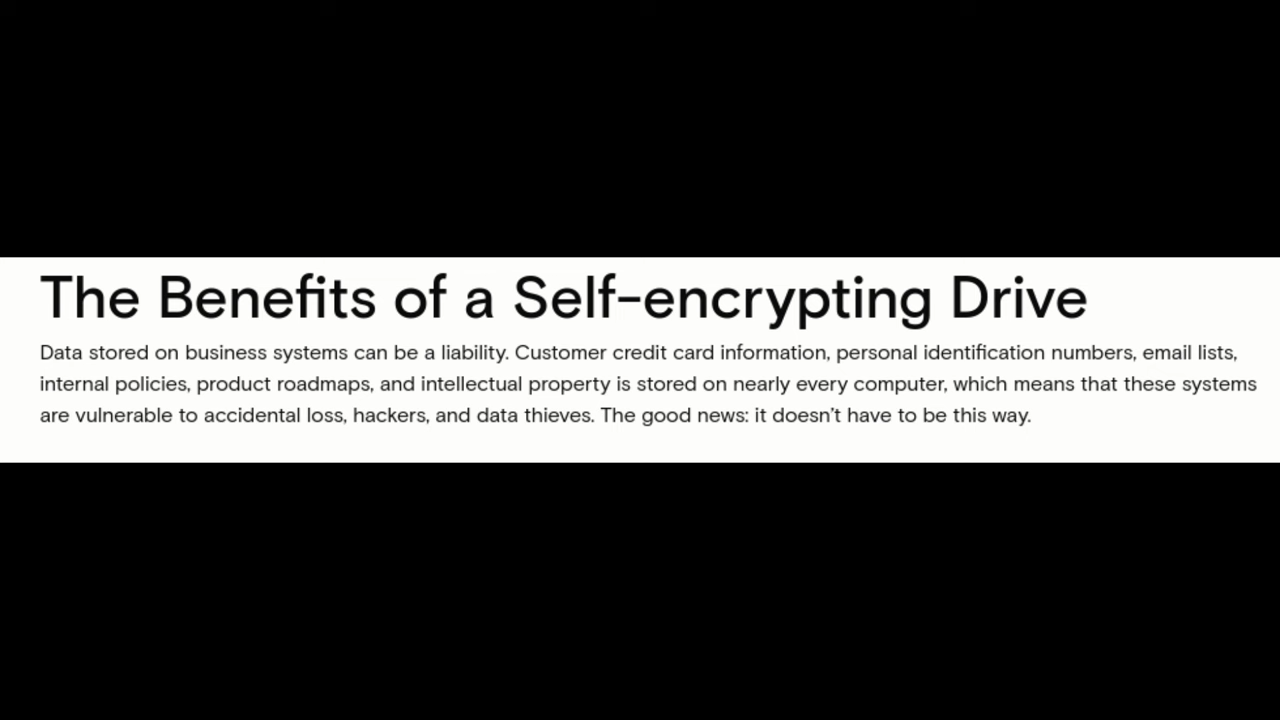 The Benefits of a Self-encrypting Drive
Data stored on business systems can be a liability. Customer credit card information, personal identification numbers, email lists,
internal policies, product roadmaps, and intellectual property is stored on nearly every computer, which means that these systems
are vulnerable to accidental loss, hackers, and data thieves. The good news: it doesn’t have to be this way.